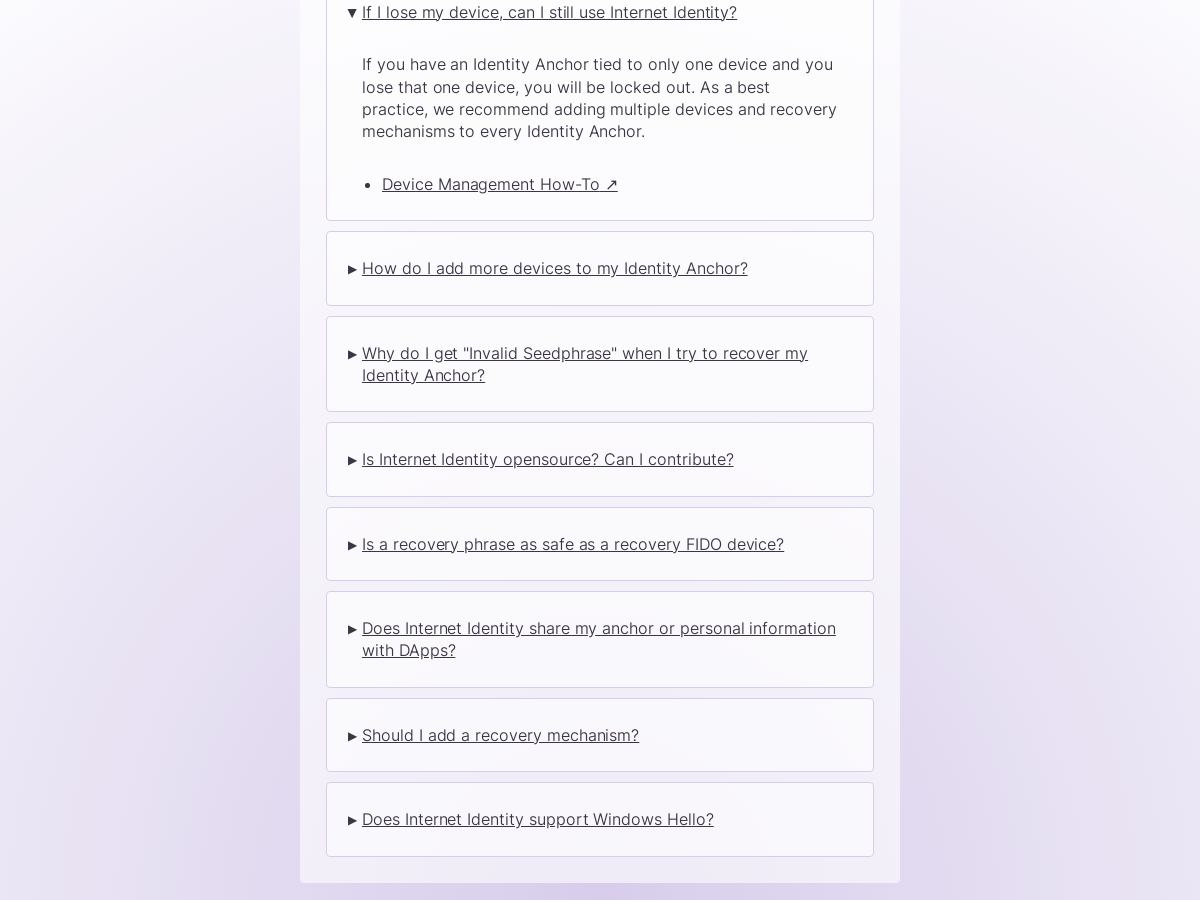 ▼ If I lose my device, can I still use Internet Identity?
If you have an Identity Anchor tied to only one device and you
lose that one device, you will be locked out. As a best
practice, we recommend adding multiple devices and recovery
mechanisms to every Identity Anchor.
• Device Management How-To ↗
▶ How do I add more devices to my Identity Anchor?
▶ Why do I get "Invalid Seedphrase" when I try to recover my
Identity Anchor?
▶ Is Internet Identity opensource? Can I contribute?
▶ Is a recovery phrase as safe as a recovery FIDO device?
▶ Does Internet Identity share my anchor or personal information
with DApps?
▶ Should I add a recovery mechanism?
▶ Does Internet Identity support Windows Hello?